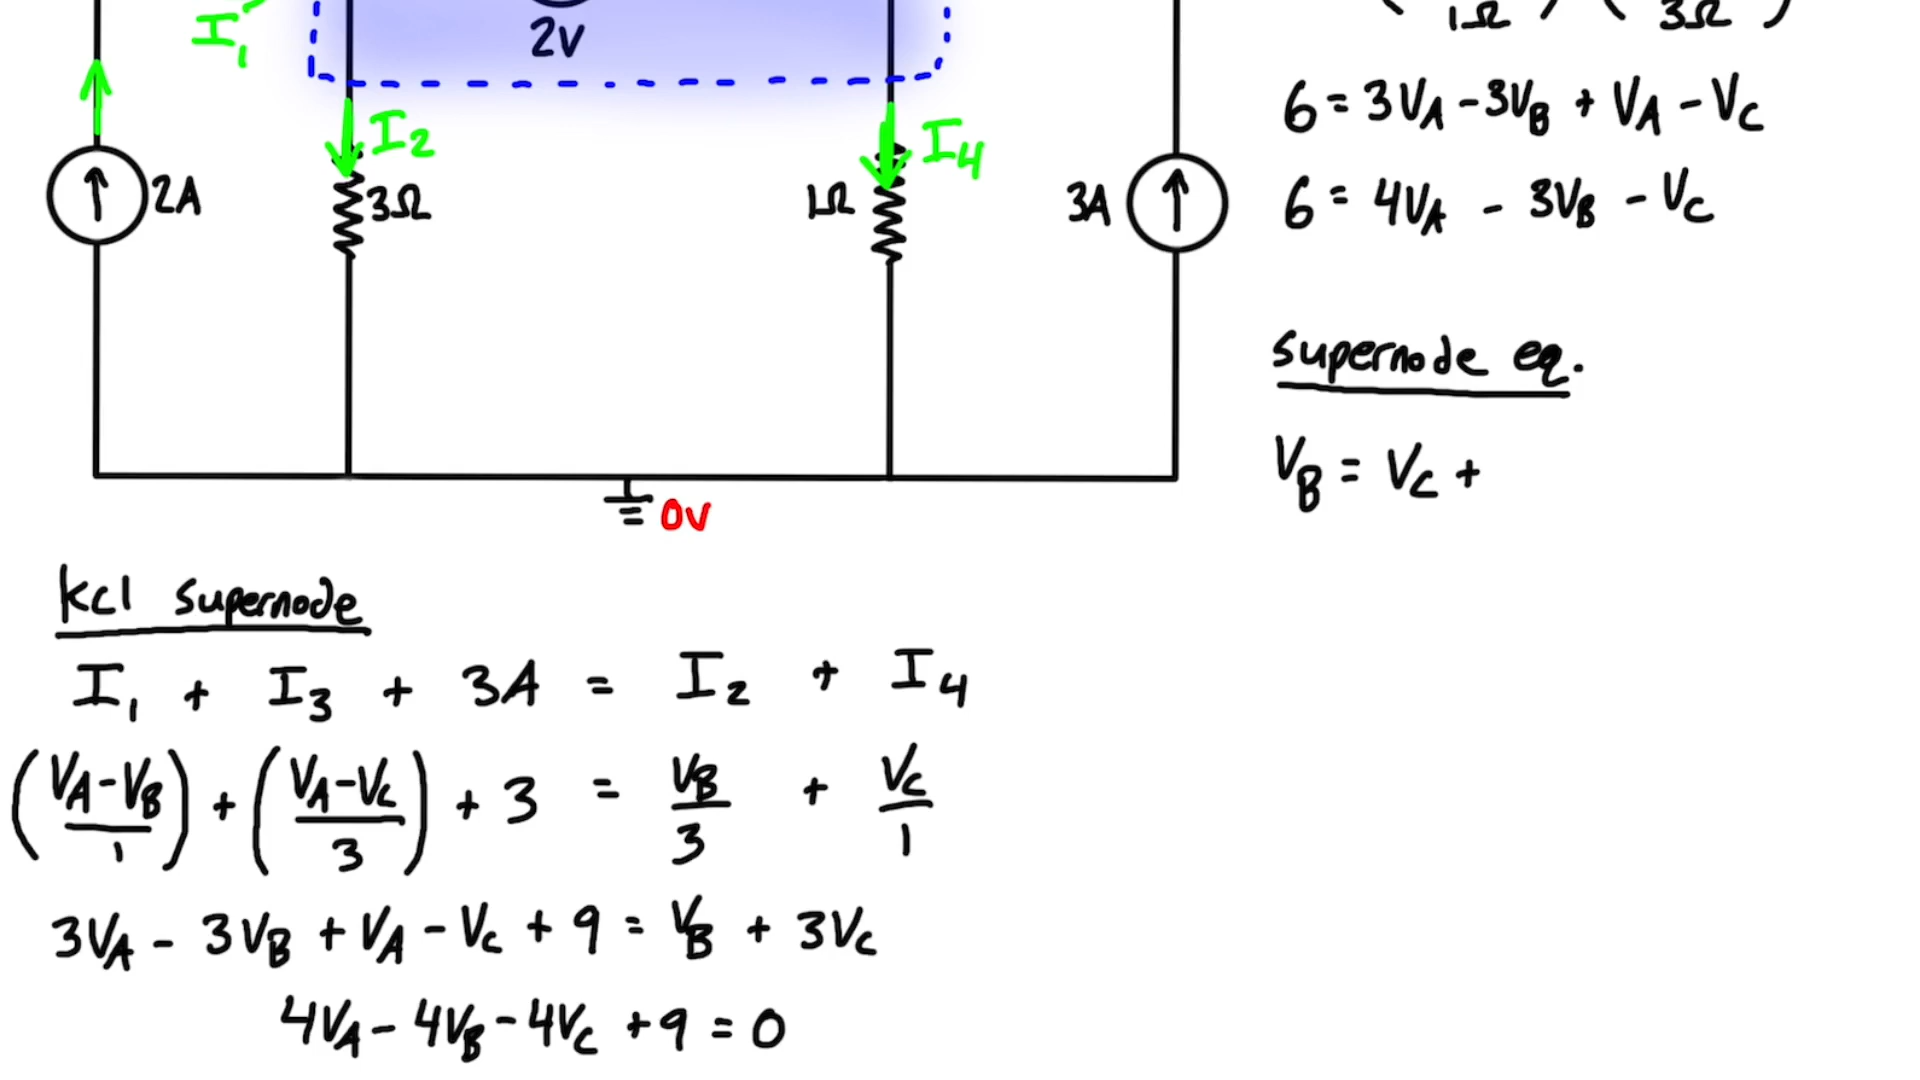 I₁
2V
I₂
I₄
2A
3Ω
1Ω
3A
0V
1Ω 3Ω
6 = 3VA - 3VB + VA - VC
6 = 4VA - 3VB - VC
Supernode eq.
VB = VC +
kcl supernode
I₁ + I₃ + 3A = I₂ + I₄
(VA-VB / 1) + (VA-VC / 3) + 3 = VB / 3 + VC / 1
3VA - 3VB + VA - VC + 9 = VB + 3VC
4VA - 4VB - 4VC + 9 = 0